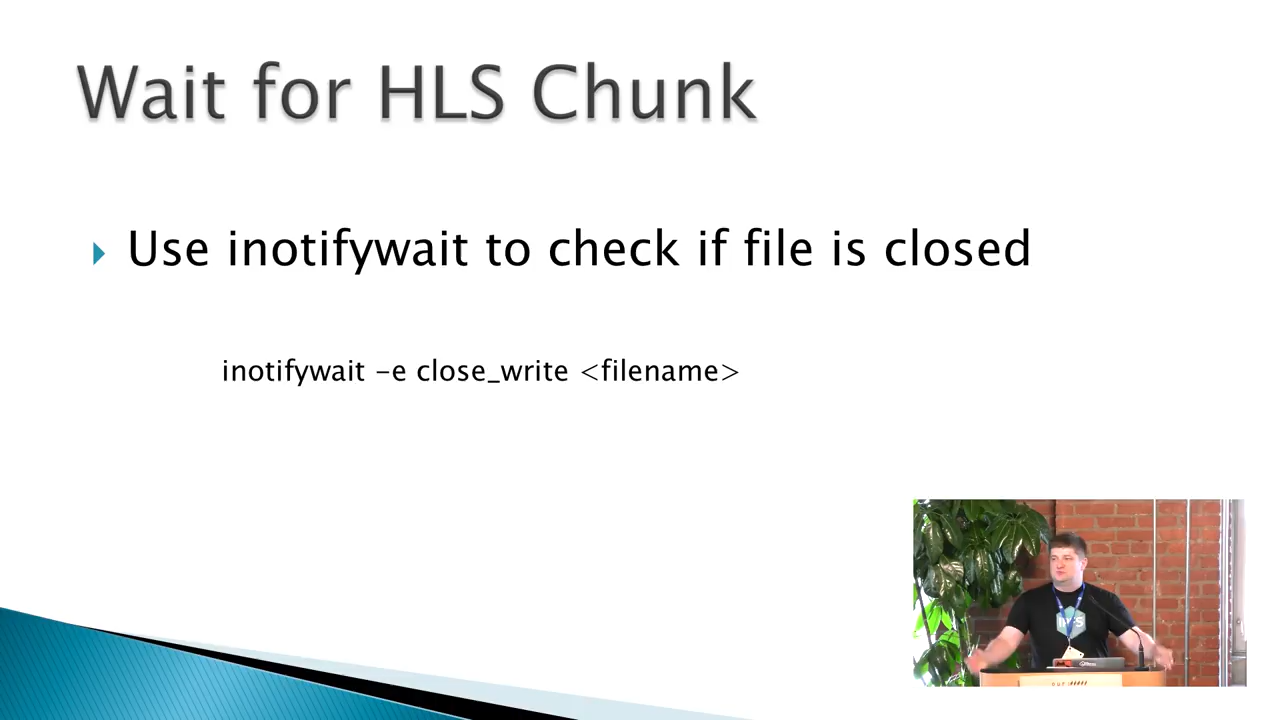 Wait for HLS Chunk
Use inotifywait to check if file is closed
inotifywait -e close_write <filename>